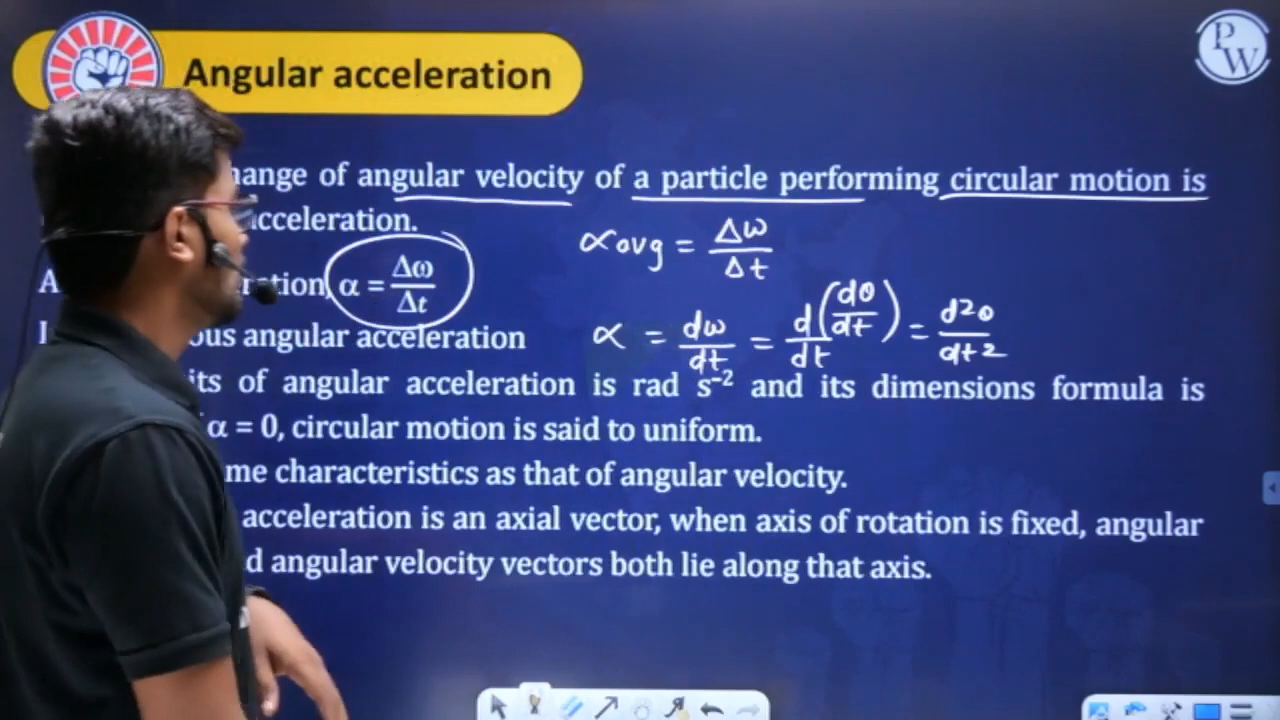 Angular acceleration
PW
hange of angular velocity of a particle performing circular motion is
acceleration.
αavg = Δω/Δt
α = Δω/Δt
α = dω/dt = d/dt(dθ/dt) = d2θ/dt2
ous angular acceleration
its of angular acceleration is rad s⁻² and its dimensions formula is
α = 0, circular motion is said to uniform.
me characteristics as that of angular velocity.
acceleration is an axial vector, when axis of rotation is fixed, angular
d angular velocity vectors both lie along that axis.